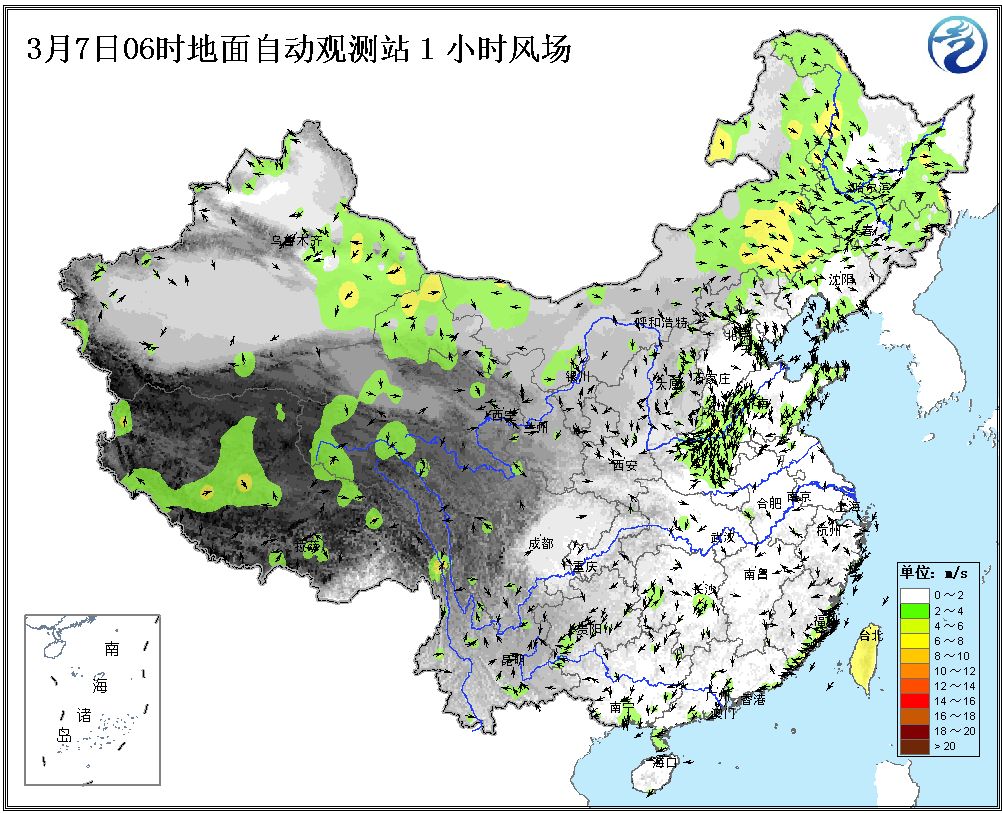 3月7日06时地面自动观测站 1 小时风场
哈尔滨
长春
沈阳
乌鲁木齐
呼和浩特
北京
银川
太原
石家庄
济南
西宁
兰州
西安
合肥
南京
上海
杭州
成都
重庆
武汉
南昌
长沙
拉萨
贵阳
昆明
福州
台北
南宁
香港
澳门
海口
南
海
诸
岛
单位: m/s
0～2
2～4
4～6
6～8
8～10
10～12
12～14
14～16
16～18
18～20
＞20